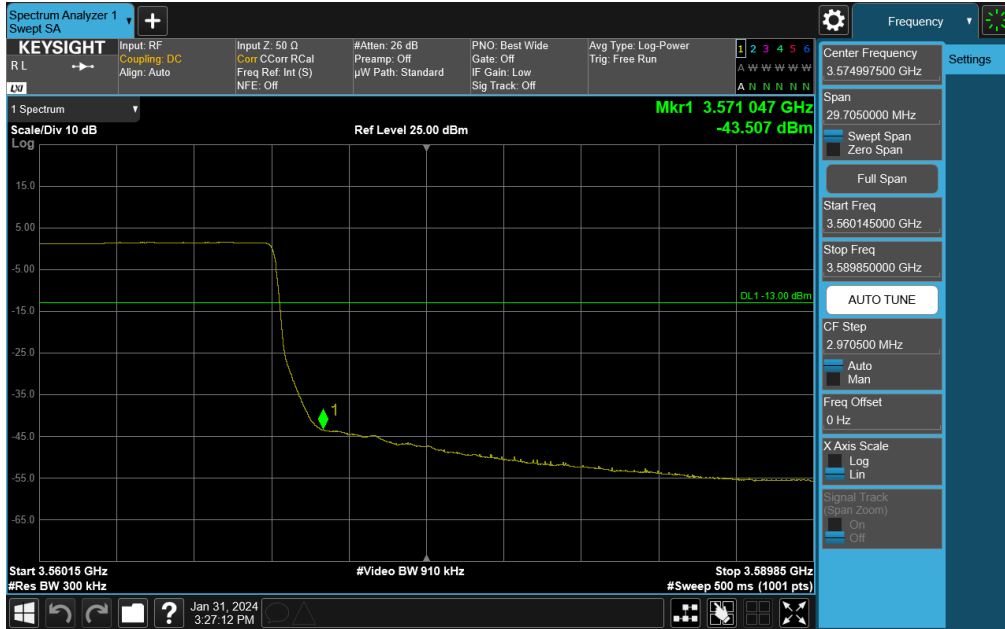 Spectrum Analyzer 1
Swept SA
+
Frequency
KEYSIGHT
R L
LXI
Input: RF
Coupling: DC
Align: Auto
Input Z: 50 Ω
Corr CCorr RCal
Freq Ref: Int (S)
NFE: Off
#Atten: 26 dB
Preamp: Off
µW Path: Standard
PNO: Best Wide
Gate: Off
IF Gain: Low
Sig Track: Off
Avg Type: Log-Power
Trig: Free Run
1 2 3 4 5 6
A W W W W W
A N N N N N
1 Spectrum
Scale/Div 10 dB
Log
Ref Level 25.00 dBm
Mkr1 3.571 047 GHz
-43.507 dBm
15.0
5.00
-5.00
DL1 -13.00 dBm
-15.0
-25.0
-35.0
1
-45.0
-55.0
-65.0
Start 3.56015 GHz
#Res BW 300 kHz
#Video BW 910 kHz
Stop 3.58985 GHz
#Sweep 500 ms (1001 pts)
?
Jan 31, 2024
3:27:12 PM
Center Frequency
3.574997500 GHz
Span
29.7050000 MHz
Swept Span
Zero Span
Full Span
Start Freq
3.560145000 GHz
Stop Freq
3.589850000 GHz
AUTO TUNE
CF Step
2.970500 MHz
Auto
Man
Freq Offset
0 Hz
X Axis Scale
Log
Lin
Signal Track
(Span Zoom)
On
Off
Settings